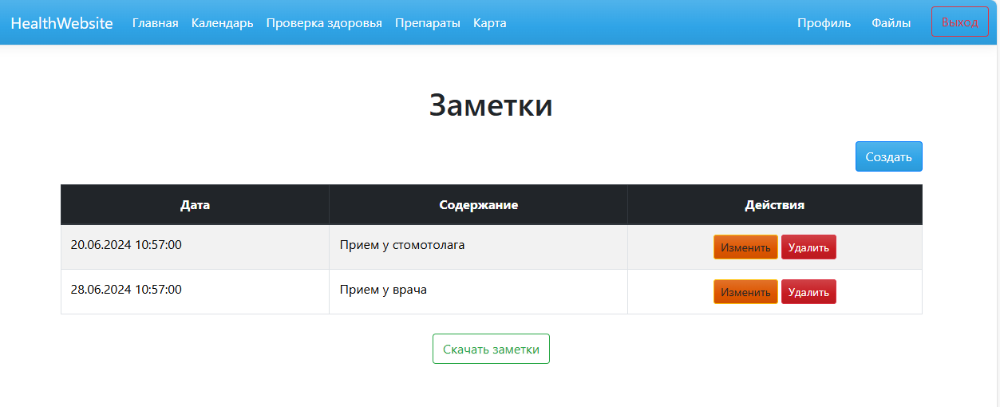 HealthWebsite Главная Календарь Проверка здоровья Препараты Карта Профиль Файлы Выход
Заметки
Создать
Дата Содержание Действия
20.06.2024 10:57:00 Прием у стомотолага Изменить Удалить
28.06.2024 10:57:00 Прием у врача Изменить Удалить
Скачать заметки